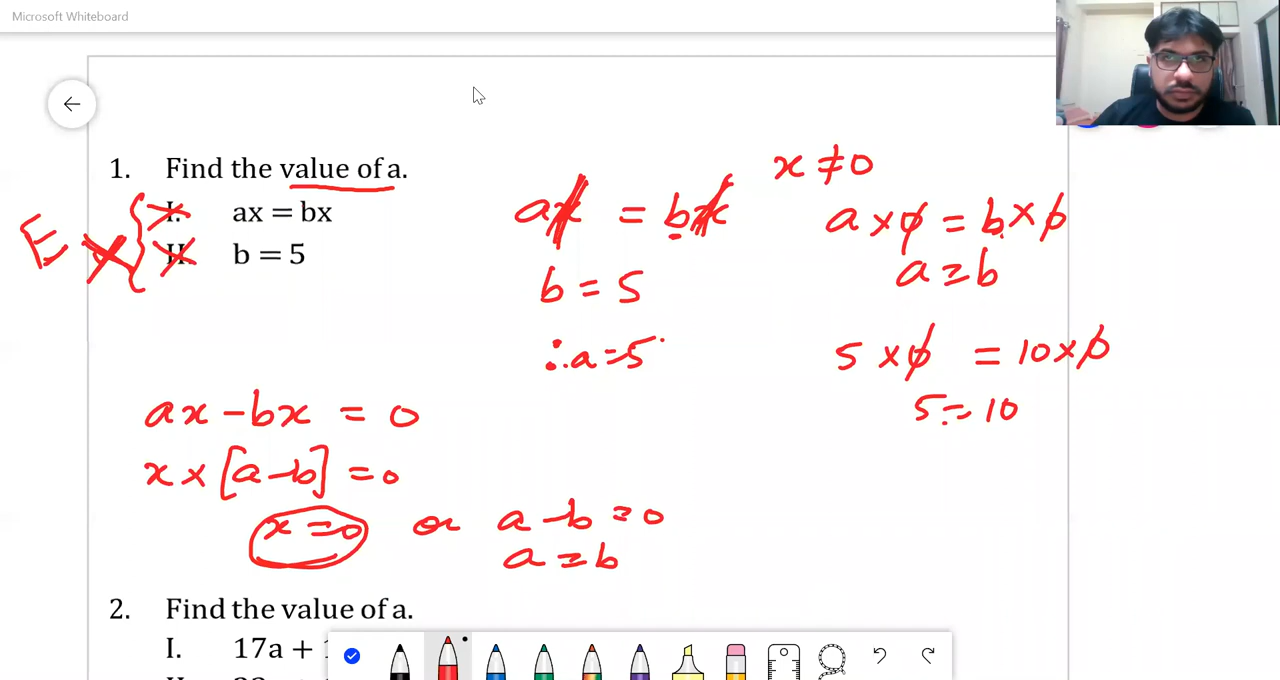 Microsoft Whiteboard
1. Find the value of a.
I. ax = bx
II. b = 5
E
ax = bx
b = 5
∴ a = 5
x ≠ 0
a × 0 = b × 0
a = b
5 × 0 = 10 × 0
5 = 10
ax - bx = 0
x × [a - b] = 0
x = 0 or a - b = 0
a = b
2. Find the value of a.
I. 17a +